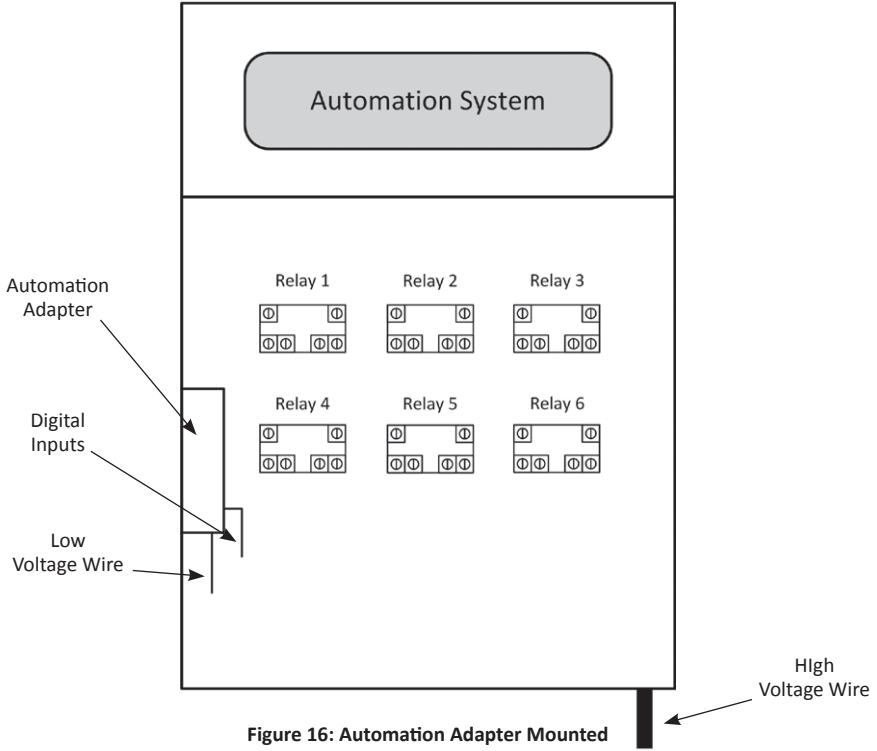 Automation System
Relay 1
Relay 2
Relay 3
Automation
Adapter
Relay 4
Relay 5
Relay 6
Digital
Inputs
Low
Voltage Wire
HIgh
Voltage Wire
Figure 16: Automation Adapter Mounted